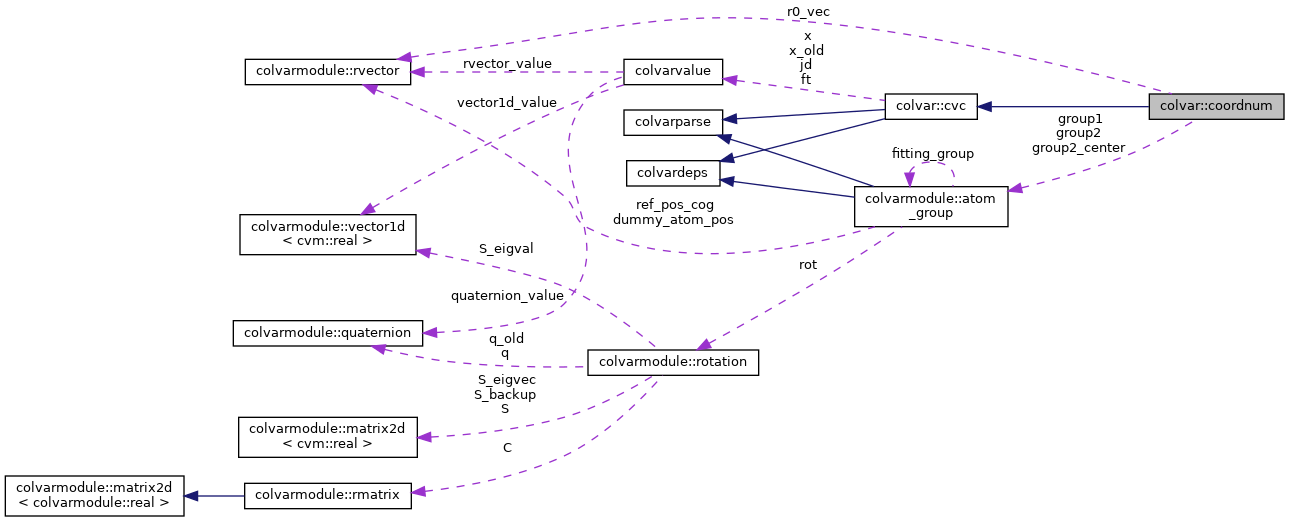 r0_vec
x
x_old
jd
ft
colvarmodule::rvector
rvector_value
colvarvalue
vector1d_value
colvar::cvc
colvar::coordnum
colvarparse
group1
group2
group2_center
fitting_group
colvardeps
colvarmodule::atom
_group
ref_pos_cog
dummy_atom_pos
colvarmodule::vector1d
< cvm::real >
S_eigval
rot
quaternion_value
colvarmodule::quaternion
q_old
q
colvarmodule::rotation
S_eigvec
S_backup
S
colvarmodule::matrix2d
< cvm::real >
C
colvarmodule::matrix2d
< colvarmodule::real >
colvarmodule::rmatrix